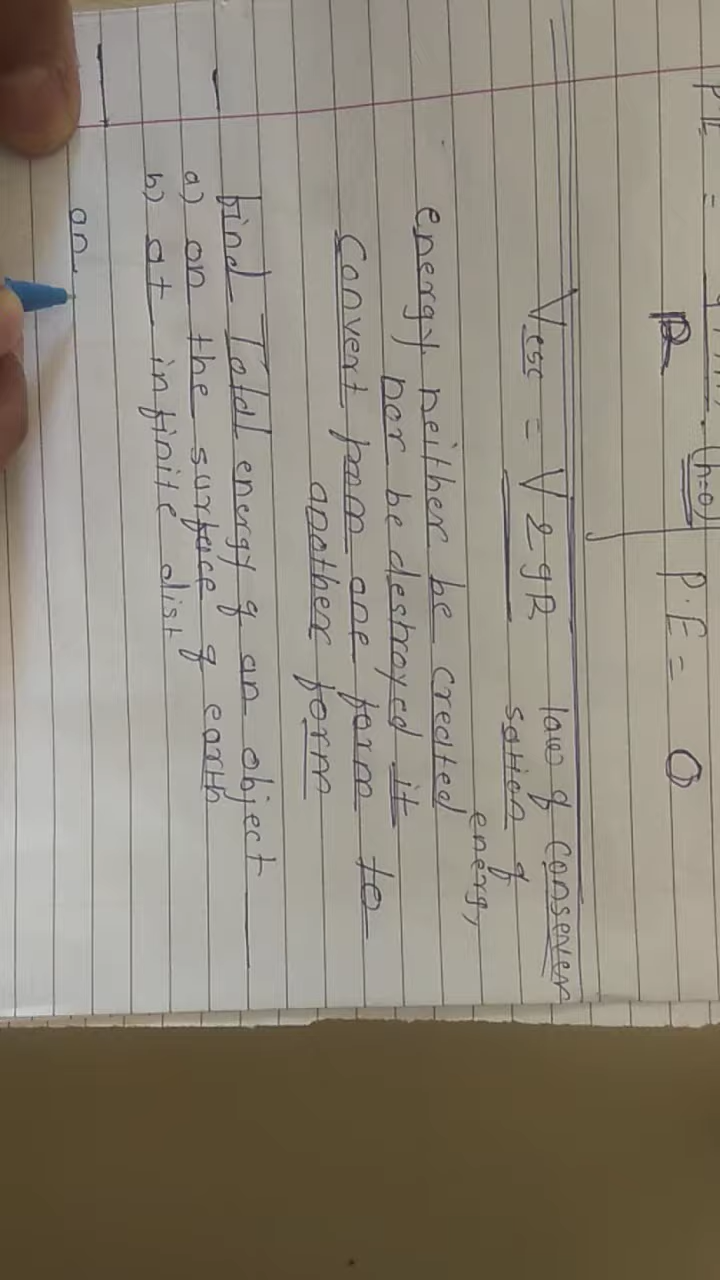 P.E =
R
(h=0)
P.E = 0
Vesc = √2gR
law of conserver
sation of
energy
energy neither be created
nor be destroyed it
Convert from one form to
another form
find Total energy of an object
a) on the surface of earth
b) at infinite dist
an